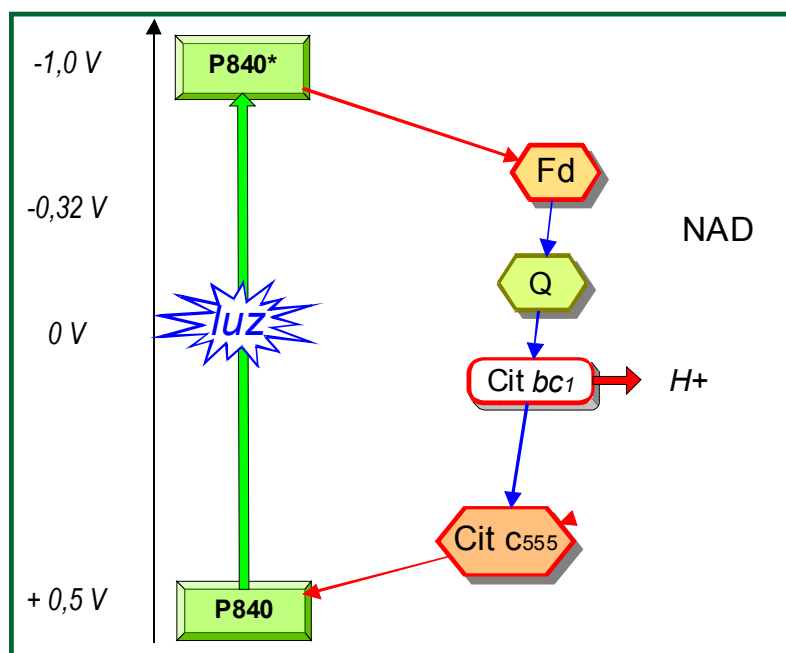 -1,0 V
P840*
Fd
-0,32 V
NAD
Q
luz
0 V
Cit bc1
H+
Cit c555
+ 0,5 V
P840